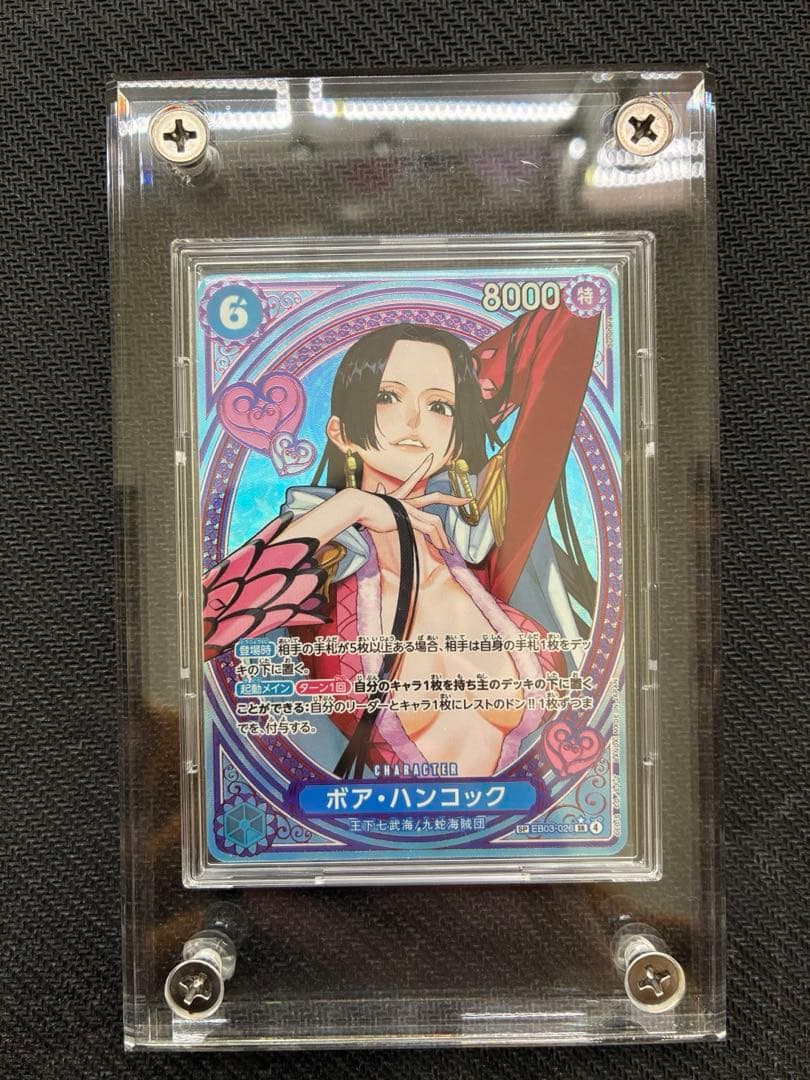 6
8000 特
登場時 相手の手札が5枚以上ある場合、相手は自身の手札1枚をデッ
キの下に置く。
起動メイン ターン1回 自分のキャラ1枚を持ち主のデッキの下に置く
ことができる：自分のリーダーとキャラ1枚にレストのドン‼1枚ずつま
でを、付与する。
CHARACTER
ボア・ハンコック
王下七武海/九蛇海賊団
SP EB03-026 SR 4